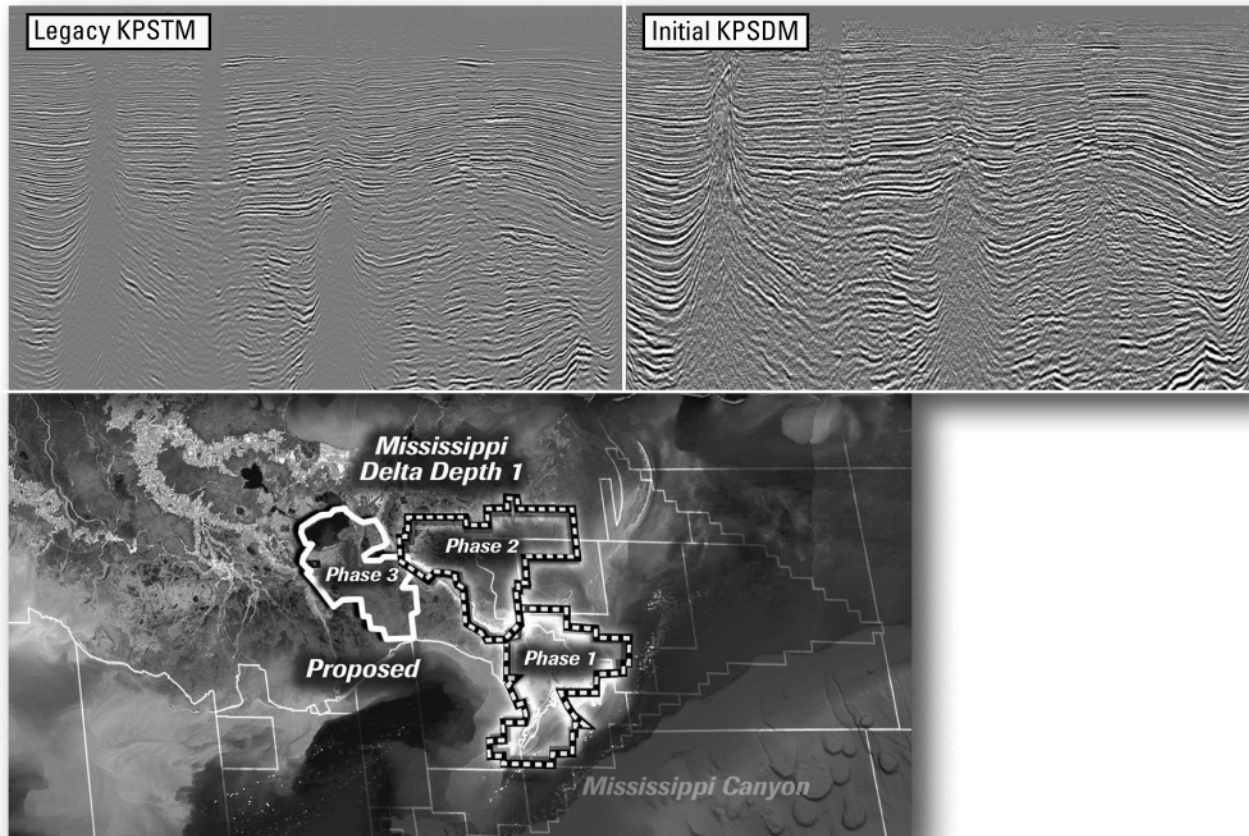 Legacy KPSTM
Initial KPSDM
Mississippi
Delta Depth 1
Phase 2
Phase 3
Phase 1
Proposed
Mississippi Canyon